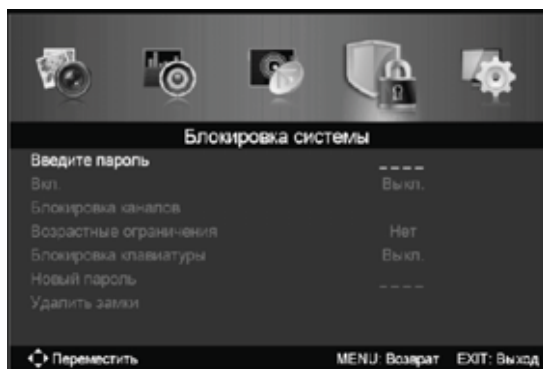 Блокировка системы
Введите пароль _ _ _ _
Вкл. Выкл.
Блокировка каналов
Возрастные ограничения Нет
Блокировка клавиатуры Выкл.
Новый пароль _ _ _ _
Удалить замки
Переместить MENU: Возврат EXIT: Выход